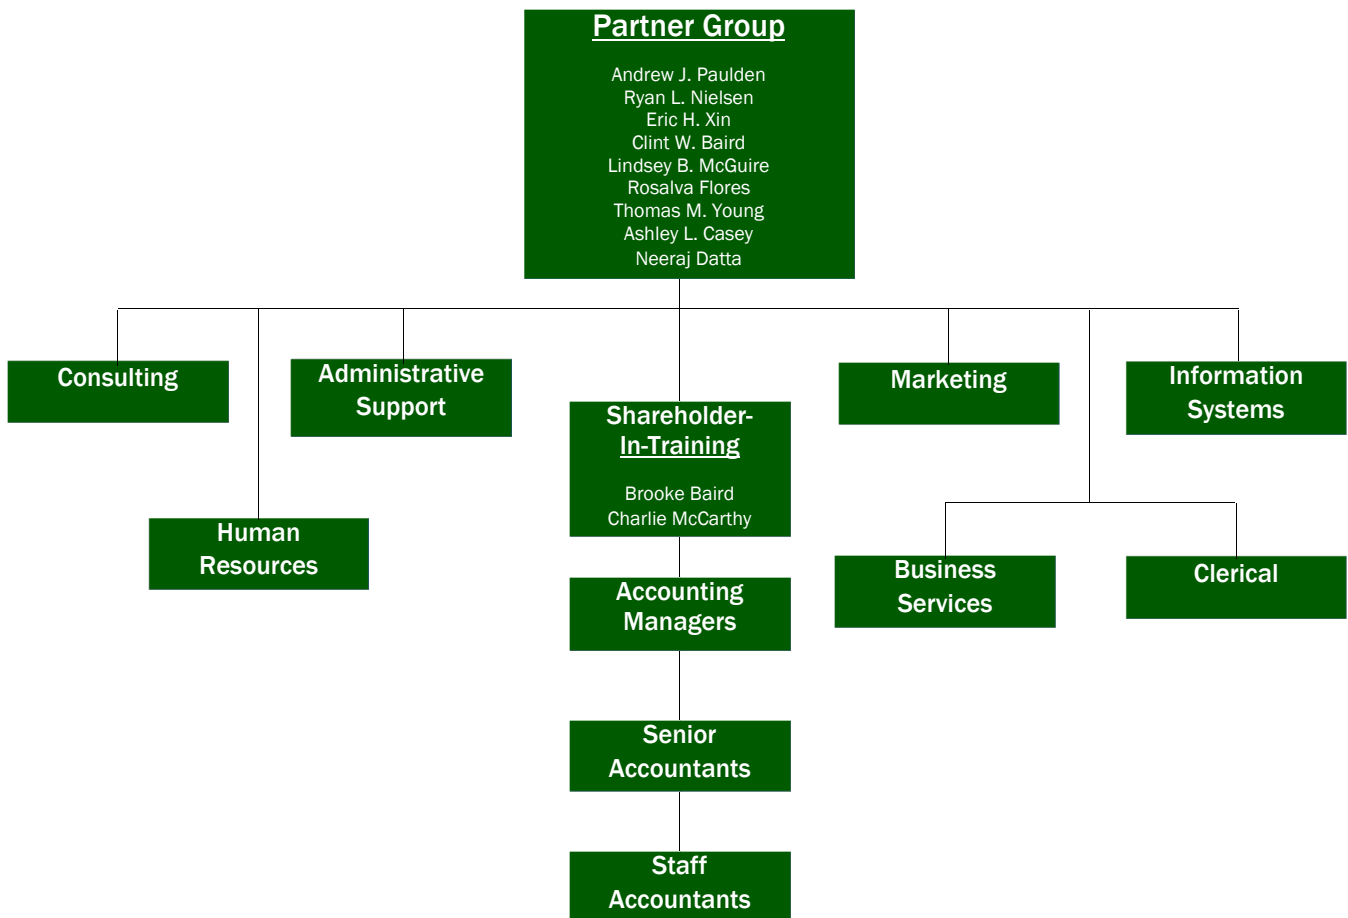 Partner Group
Andrew J. Paulden
Ryan L. Nielsen
Eric H. Xin
Clint W. Baird
Lindsey B. McGuire
Rosalva Flores
Thomas M. Young
Ashley L. Casey
Neeraj Datta
Consulting
Administrative
Support
Marketing
Information
Systems
Shareholder-
In-Training
Brooke Baird
Charlie McCarthy
Human
Resources
Business
Services
Clerical
Accounting
Managers
Senior
Accountants
Staff
Accountants